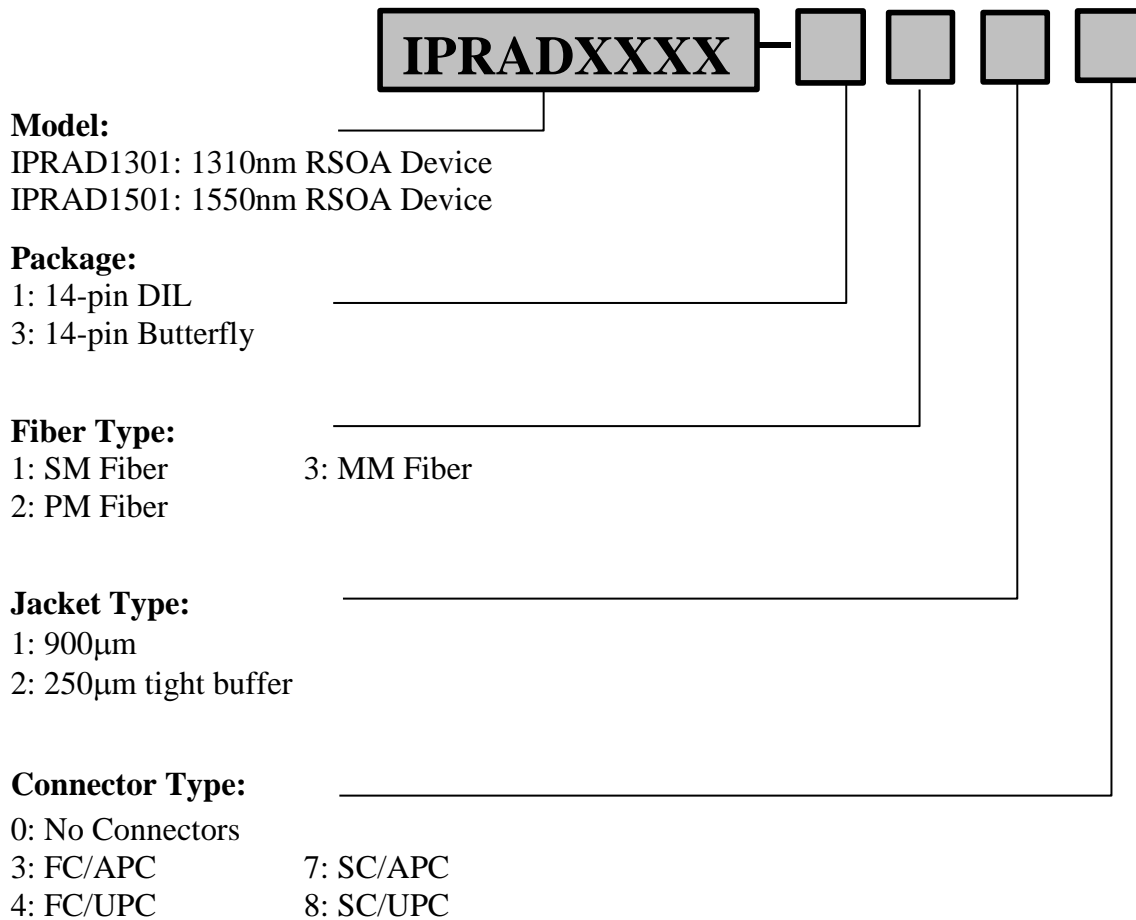 IPRADXXXX -
Model:
IPRAD1301: 1310nm RSOA Device
IPRAD1501: 1550nm RSOA Device
Package:
1: 14-pin DIL
3: 14-pin Butterfly
Fiber Type:
1: SM Fiber 3: MM Fiber
2: PM Fiber
Jacket Type:
1: 900μm
2: 250μm tight buffer
Connector Type:
0: No Connectors
3: FC/APC 7: SC/APC
4: FC/UPC 8: SC/UPC